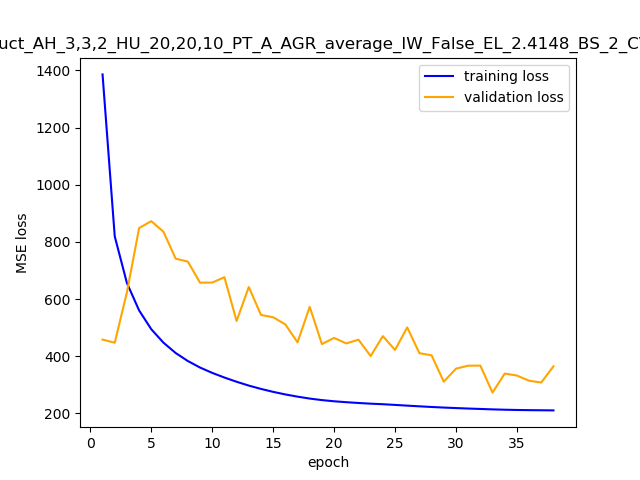 uct_AH_3,3,2_HU_20,20,10_PT_A_AGR_average_IW_False_EL_2.4148_BS_2_C
training loss
validation loss
MSE loss
1400
1200
1000
800
600
400
200
0 5 10 15 20 25 30 35
epoch